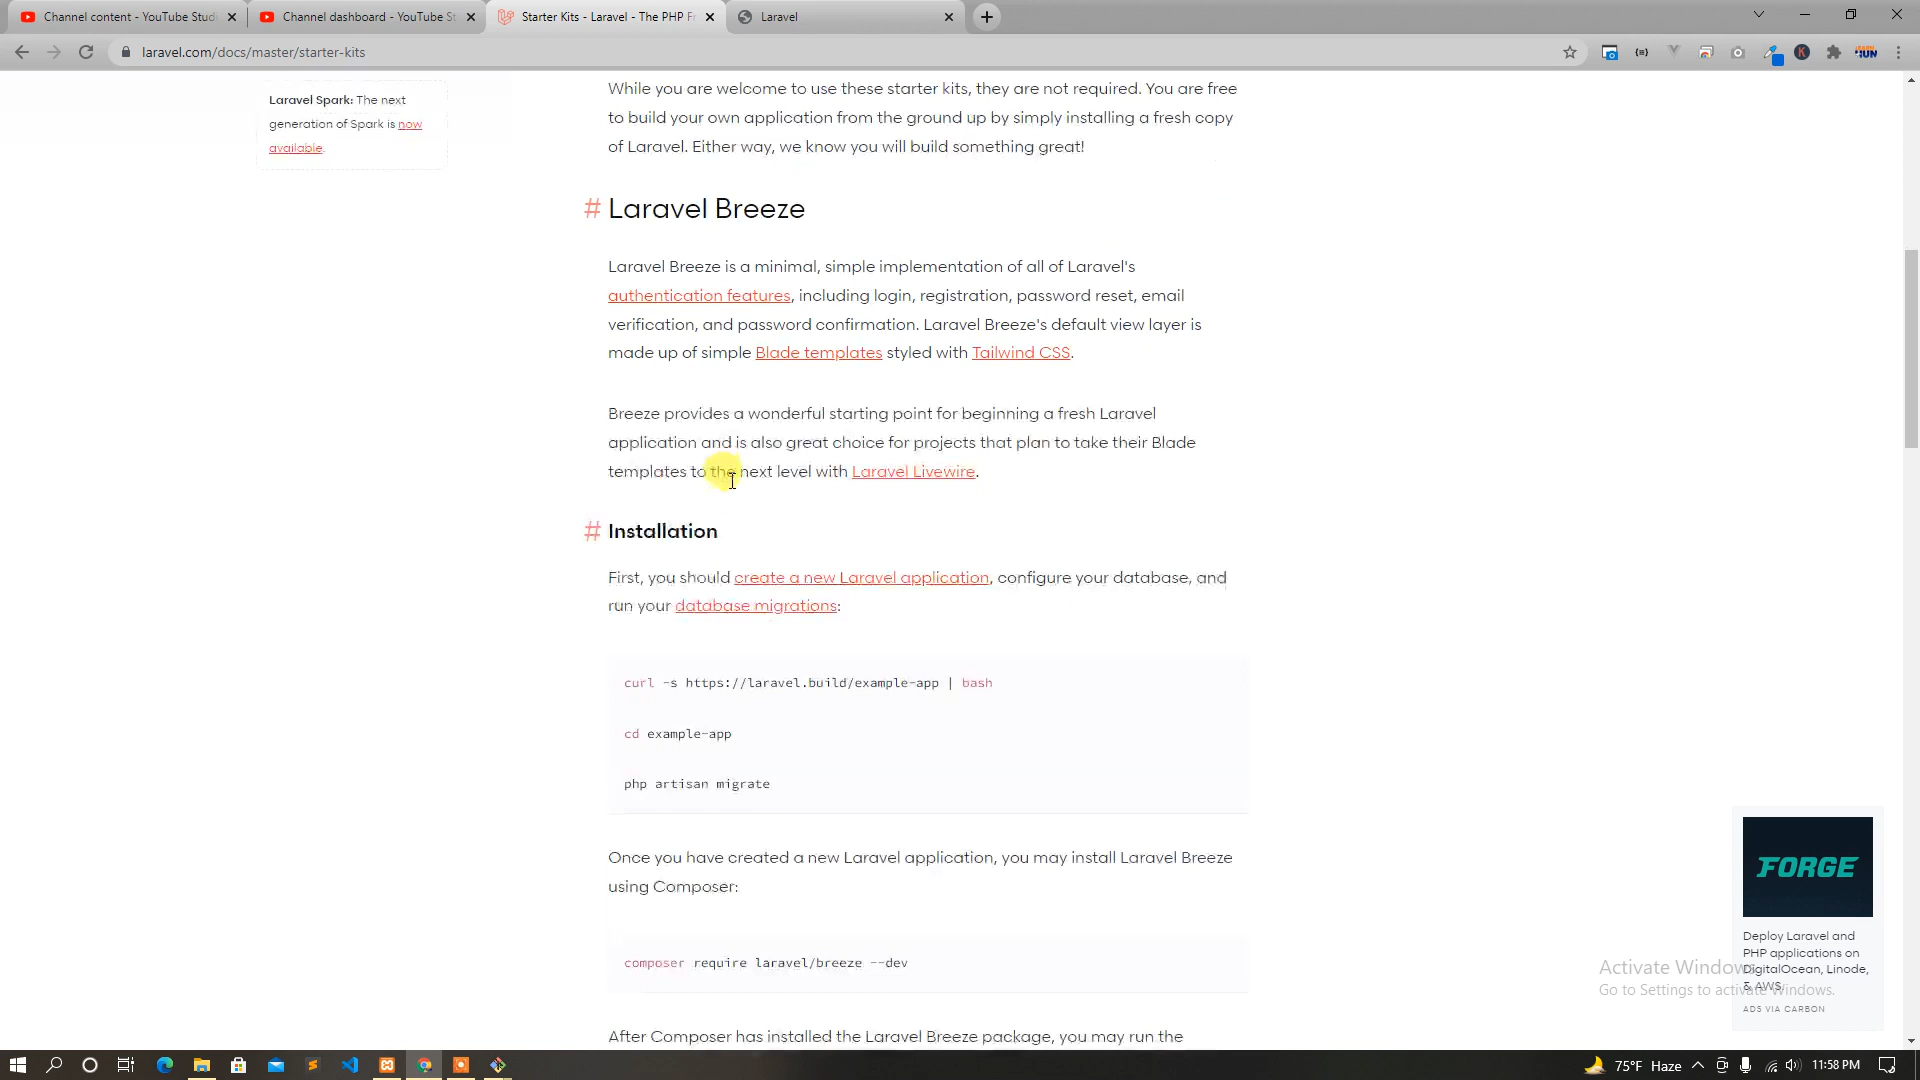 Channel content - YouTube Stud
Channel dashboard - YouTube St
Starter Kits - Laravel - The PHP Fr
Laravel
laravel.com/docs/master/starter-kits
Laravel Spark: The next
generation of Spark is now
available.
While you are welcome to use these starter kits, they are not required. You are free
to build your own application from the ground up by simply installing a fresh copy
of Laravel. Either way, we know you will build something great!
# Laravel Breeze
Laravel Breeze is a minimal, simple implementation of all of Laravel's
authentication features, including login, registration, password reset, email
verification, and password confirmation. Laravel Breeze's default view layer is
made up of simple Blade templates styled with Tailwind CSS.
Breeze provides a wonderful starting point for beginning a fresh Laravel
application and is also great choice for projects that plan to take their Blade
templates to the next level with Laravel Livewire.
# Installation
First, you should create a new Laravel application, configure your database, and
run your database migrations:
curl -s https://laravel.build/example-app | bash
cd example-app
php artisan migrate
Once you have created a new Laravel application, you may install Laravel Breeze
using Composer:
composer require laravel/breeze --dev
After Composer has installed the Laravel Breeze package, you may run the
FORGE
Deploy Laravel and
PHP applications on
DigitalOcean, Linode,
& AWS.
ADS VIA CARBON
Activate Windows
Go to Settings to activate Windows.
75°F Haze
11:58 PM